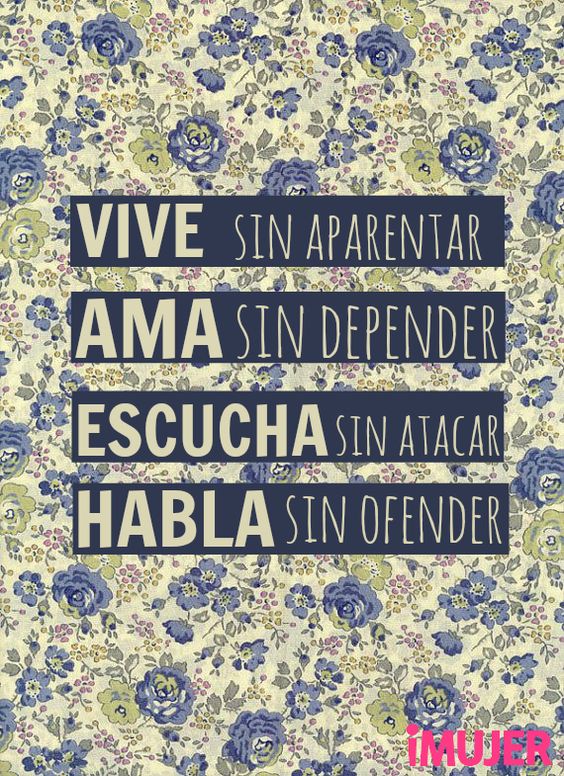 VIVE SIN APARENTAR
AMA SIN DEPENDER
ESCUCHA SIN ATACAR
HABLA SIN OFENDER
iMUJER